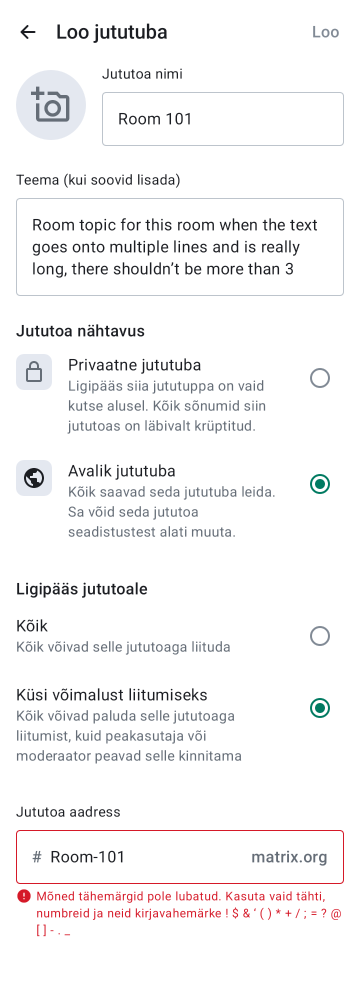 Loo jututuba
Loo
Jututoa nimi
Room 101
Teema (kui soovid lisada)
Room topic for this room when the text
goes onto multiple lines and is really
long, there shouldn’t be more than 3
Jututoa nähtavus
Privaatne jututuba
Ligipääs siia jututuppa on vaid
kutse alusel. Kõik sõnumid siin
jututoas on läbivalt krüptitud.
Avalik jututuba
Kõik saavad seda jututuba leida.
Sa võid seda jututoa
seadistustest alati muuta.
Ligipääs jututoale
Kõik
Kõik võivad selle jututoaga liituda
Küsi võimalust liitumiseks
Kõik võivad paluda selle jututoaga
liitumist, kuid peakasutaja või
moderaator peavad selle kinnitama
Jututoa aadress
# Room-101 matrix.org
Mõned tähemärgid pole lubatud. Kasuta vaid tähti,
numbreid ja neid kirjavahemärke ! $ & ‘ ( ) * + / ; = ? @
[ ] - . _